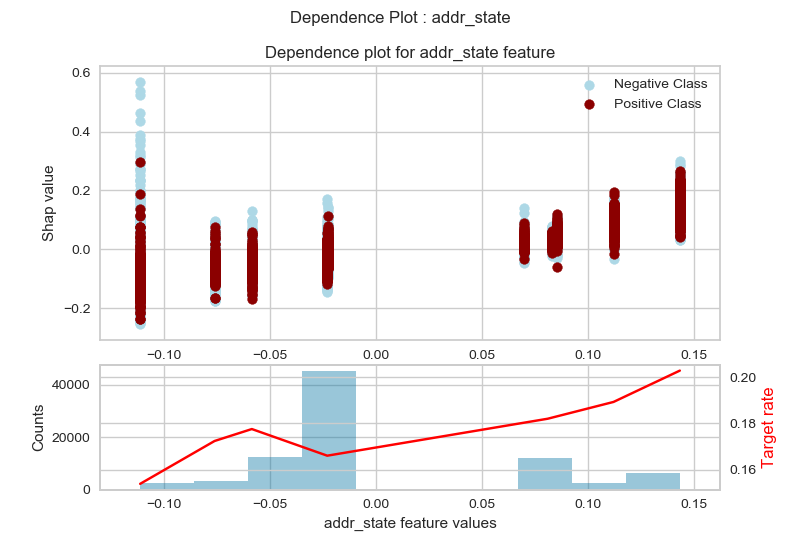 Dependence Plot : addr_state
Dependence plot for addr_state feature
Negative Class
Positive Class
Shap value
0.6
0.4
0.2
0.0
−0.2
−0.10
−0.05
0.00
0.05
0.10
0.15
Counts
40000
20000
0
0.20
0.18
0.16
Target rate
−0.10
−0.05
0.00
0.05
0.10
0.15
addr_state feature values